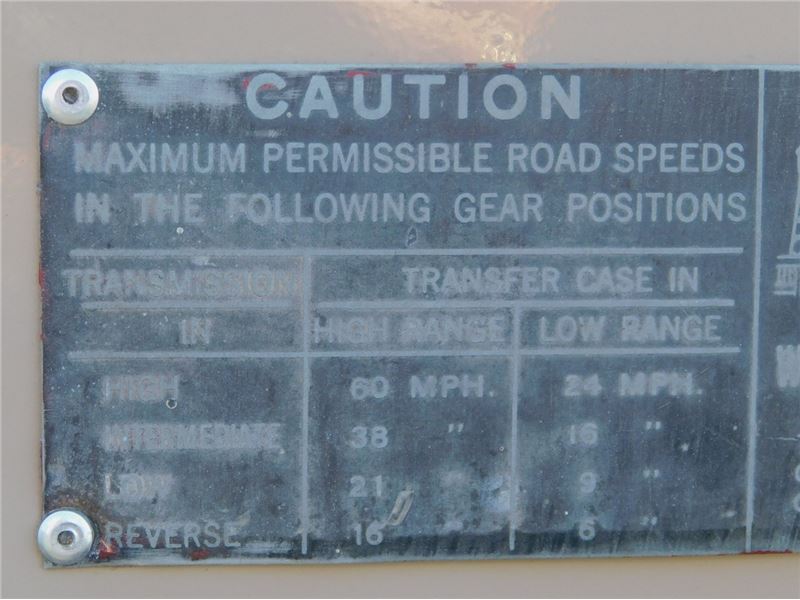 CAUTION
MAXIMUM PERMISSIBLE ROAD SPEEDS
IN THE FOLLOWING GEAR POSITIONS
TRANSMISSION TRANSFER CASE IN
IN HIGH RANGE LOW RANGE
HIGH 60 MPH. 24 MPH.
INTERMEDIATE 38 " 16 "
LOW 21 " 9 "
REVERSE 16 " 6 "